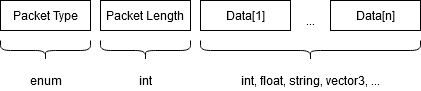 Packet Type Packet Length Data[1] ... Data[n]
enum int int, float, string, vector3, ...